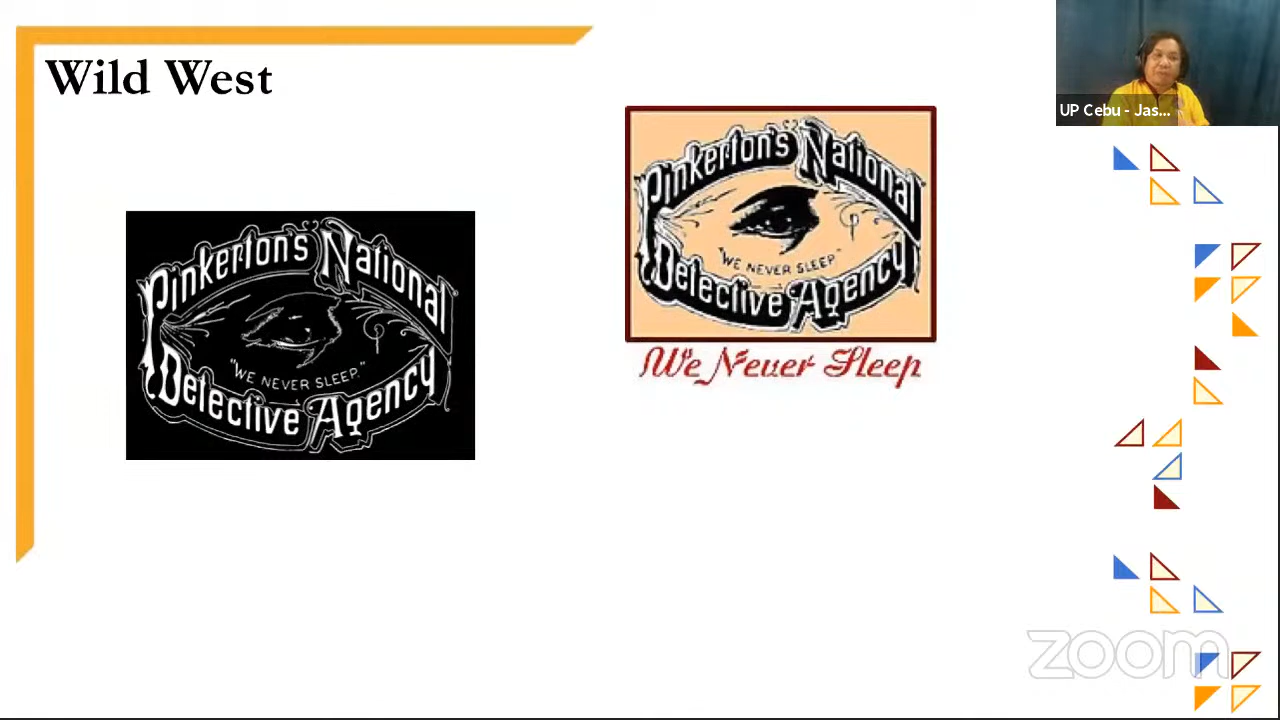 Wild West
UP Cebu - Jas...
Pinkerton's National
"WE NEVER SLEEP."
Detective Agency
Pinkerton's National
"WE NEVER SLEEP."
Detective Agency
We Never Sleep
zoom